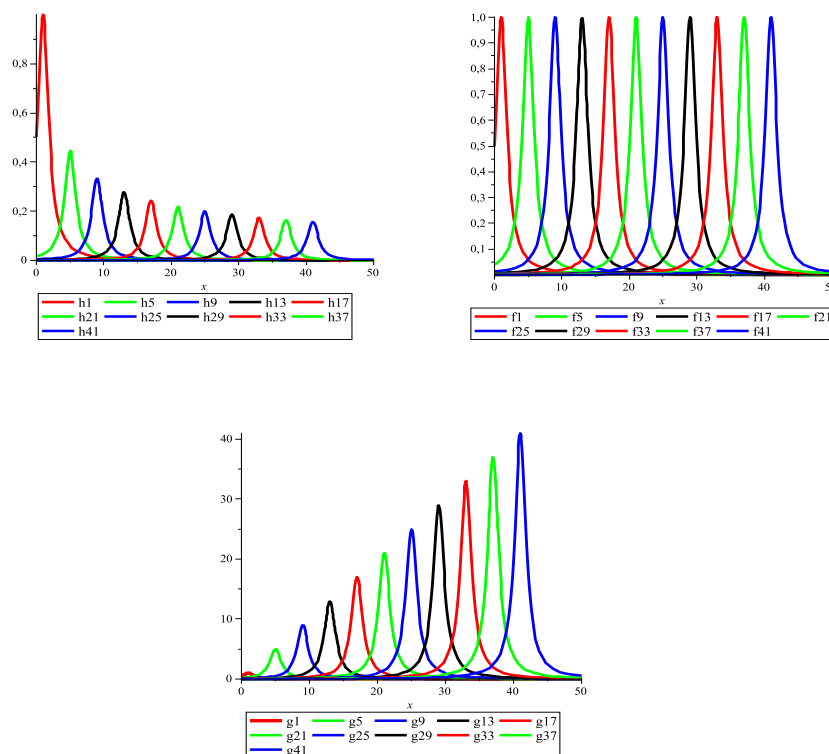 0,8
0,6
0,4
0,2
0
0 10 20 30 40 50
x
h1 h5 h9 h13 h17
h21 h25 h29 h33 h37
h41
1,0
0,9
0,8
0,7
0,6
0,5
0,4
0,3
0,2
0,1
0 10 20 30 40 50
x
f1 f5 f9 f13 f17 f21
f25 f29 f33 f37 f41
40
30
20
10
0
0 10 20 30 40 50
x
g1 g5 g9 g13 g17
g21 g25 g29 g33 g37
g41